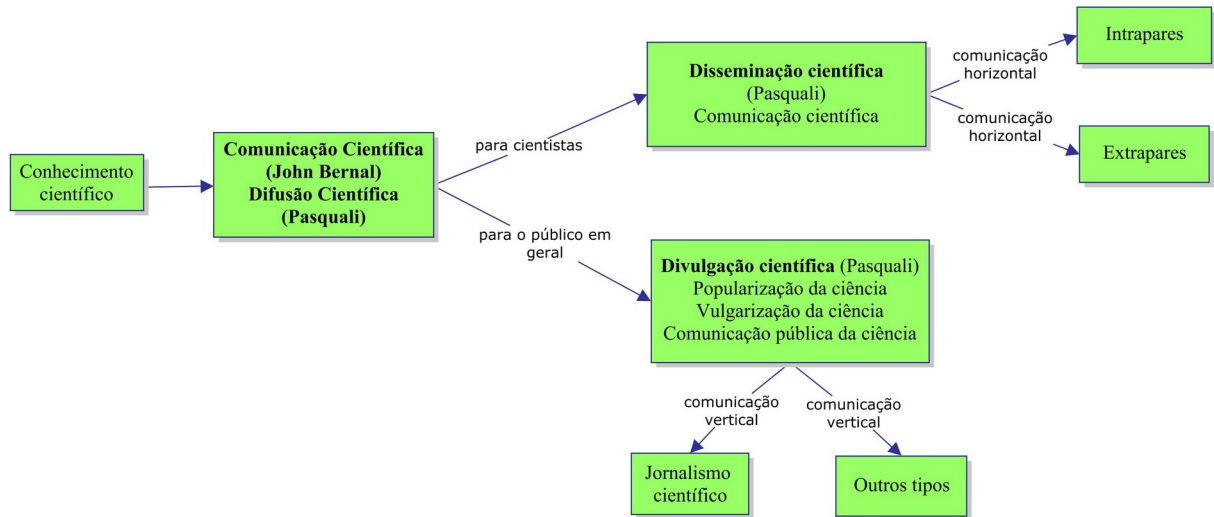 Conhecimento
científico
Comunicação Científica
(John Bernal)
Difusão Científica
(Pasquali)
para cientistas
Disseminação científica
(Pasquali)
Comunicação científica
comunicação
horizontal
Intrapares
comunicação
horizontal
Extrapares
para o público em
geral
Divulgação científica (Pasquali)
Popularização da ciência
Vulgarização da ciência
Comunicação pública da ciência
comunicação
vertical
Jornalismo
científico
comunicação
vertical
Outros tipos